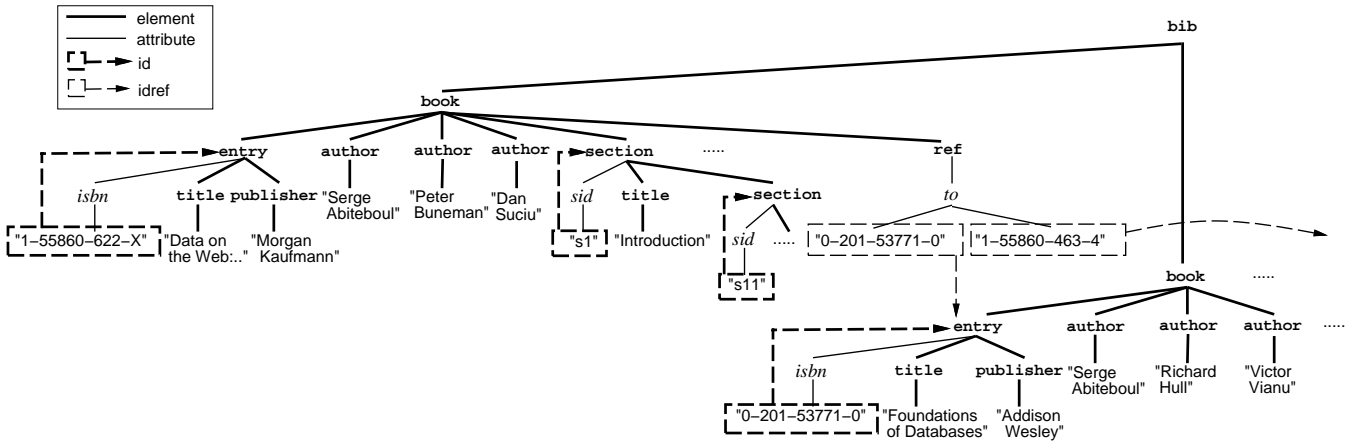 element
attribute
id
idref
bib
book
entry
author
author
author
section
.....
ref
isbn
title
publisher
"Serge
Abiteboul"
"Peter
Buneman"
"Dan
Suciu"
sid
title
section
to
"1−55860−622−X"
"Data on
the Web:.."
"Morgan
Kaufmann"
"s1"
"Introduction"
sid
.....
"0−201−53771−0"
"1−55860−463−4"
"s11"
book
.....
entry
author
author
author
.....
isbn
title
publisher
"Serge
Abiteboul"
"Richard
Hull"
"Victor
Vianu"
"0−201−53771−0"
"Foundations
of Databases"
"Addison
Wesley"